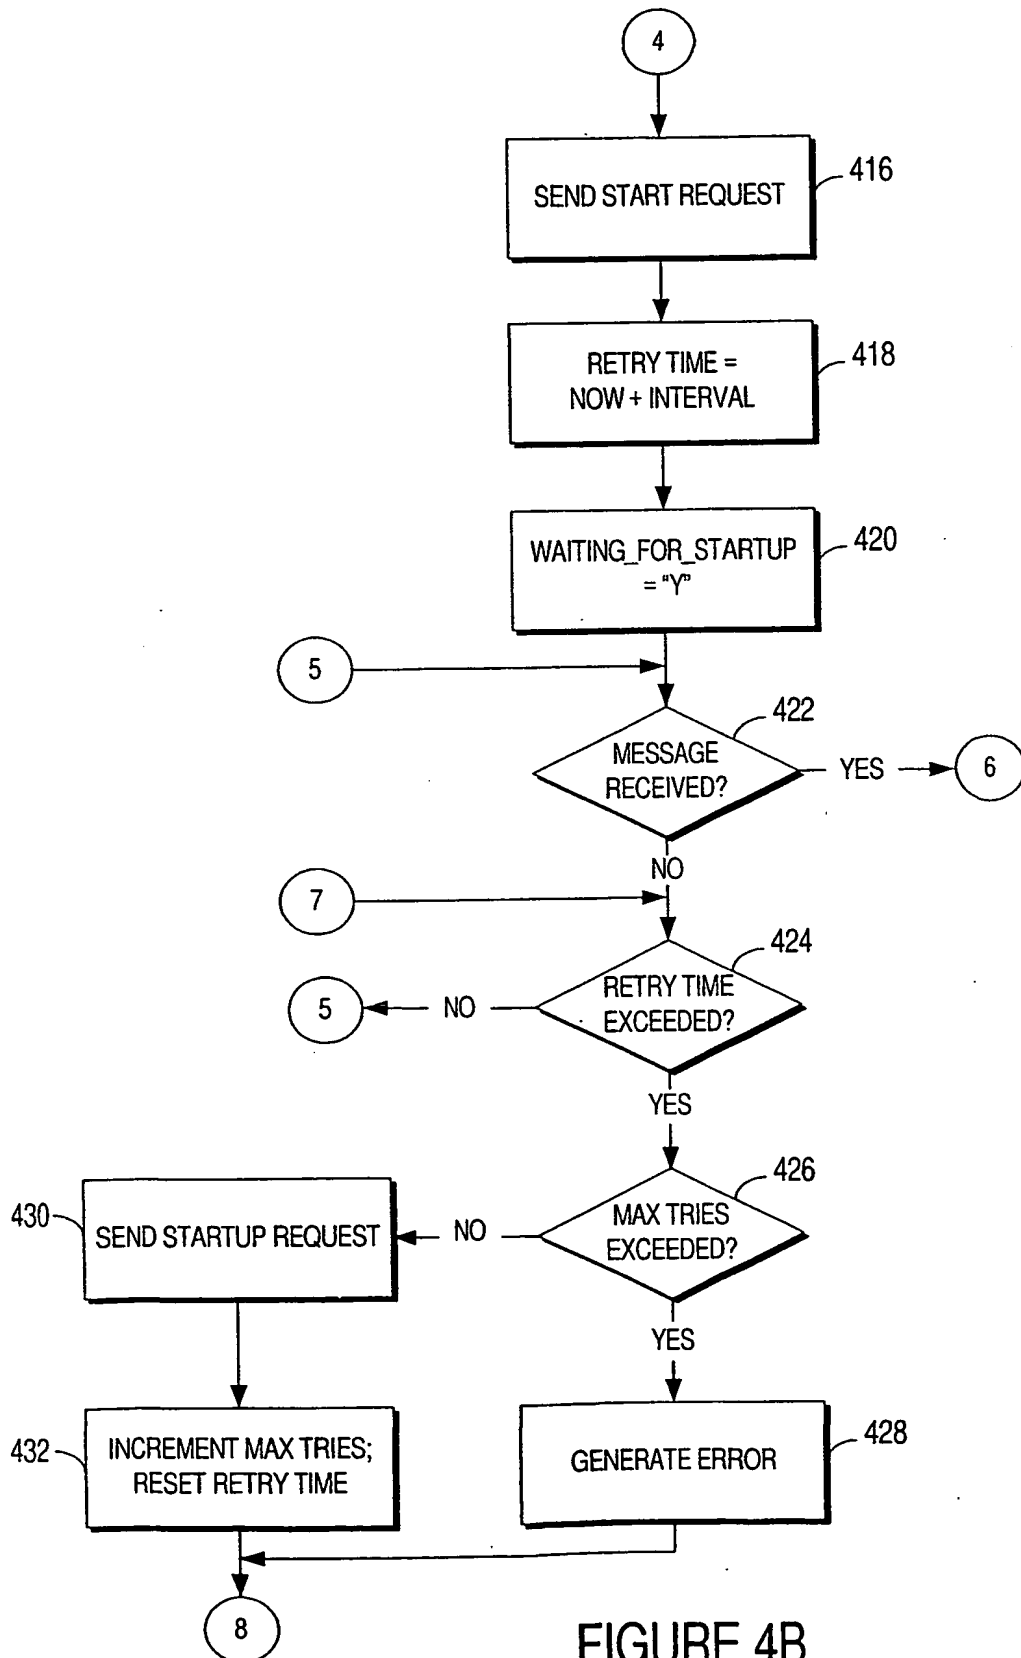 4
SEND START REQUEST
416
RETRY TIME =
NOW + INTERVAL
418
WAITING_FOR_STARTUP
= "Y"
420
5
422
MESSAGE
RECEIVED?
YES
6
NO
7
424
RETRY TIME
EXCEEDED?
NO
5
YES
426
MAX TRIES
EXCEEDED?
NO
430
SEND STARTUP REQUEST
YES
432
INCREMENT MAX TRIES;
RESET RETRY TIME
GENERATE ERROR
428
8
FIGURE 4B